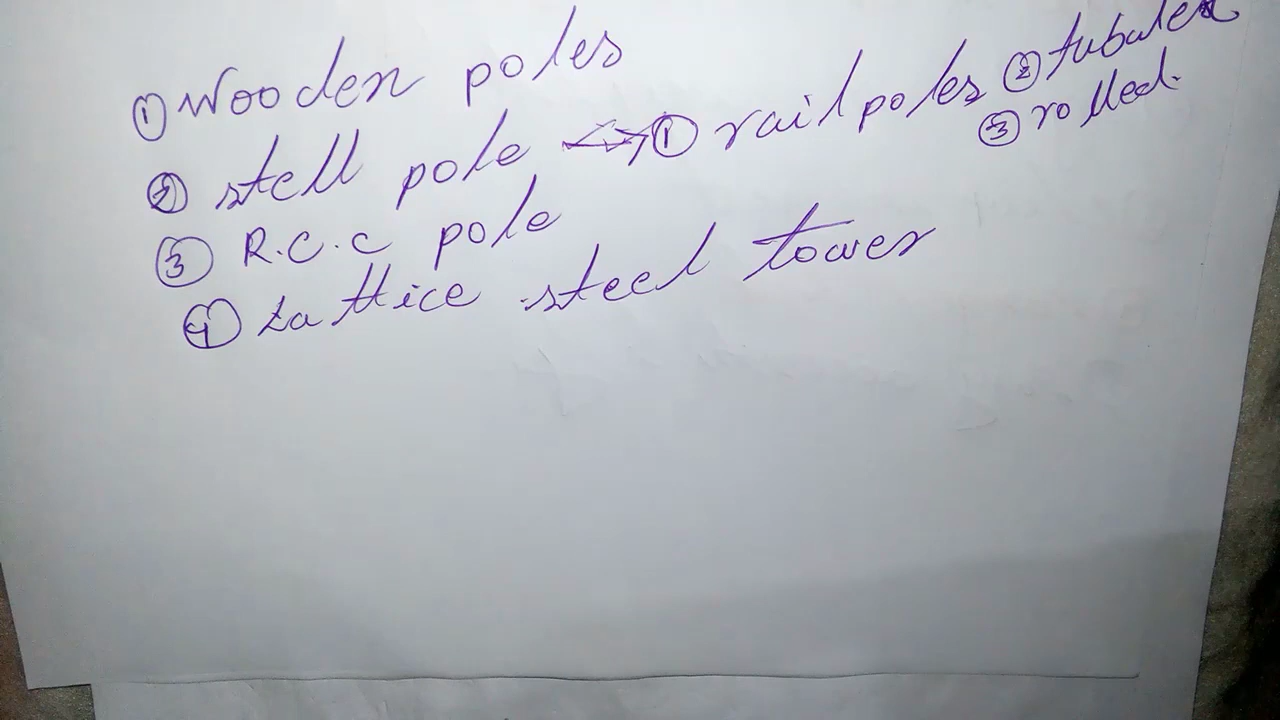 ① Wooden poles
② stell pole <-> ① rail poles ② tubuler
③ rolled.
③ R.C.C pole
④ Lattice steel tower